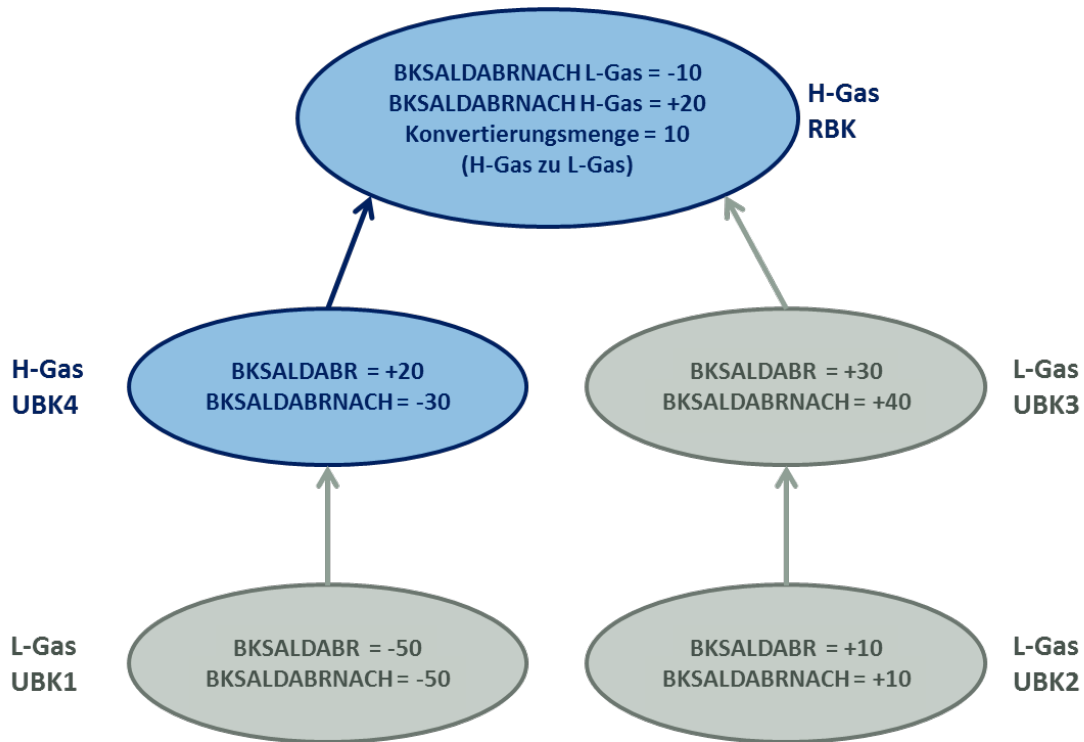 BKSALDABRNACH L-Gas = -10
BKSALDABRNACH H-Gas = +20
Konvertierungsmenge = 10
(H-Gas zu L-Gas)
H-Gas
RBK
H-Gas
UBK4
BKSALDABR = +20
BKSALDABRNACH = -30
BKSALDABR = +30
BKSALDABRNACH = +40
L-Gas
UBK3
L-Gas
UBK1
BKSALDABR = -50
BKSALDABRNACH = -50
BKSALDABR = +10
BKSALDABRNACH = +10
L-Gas
UBK2